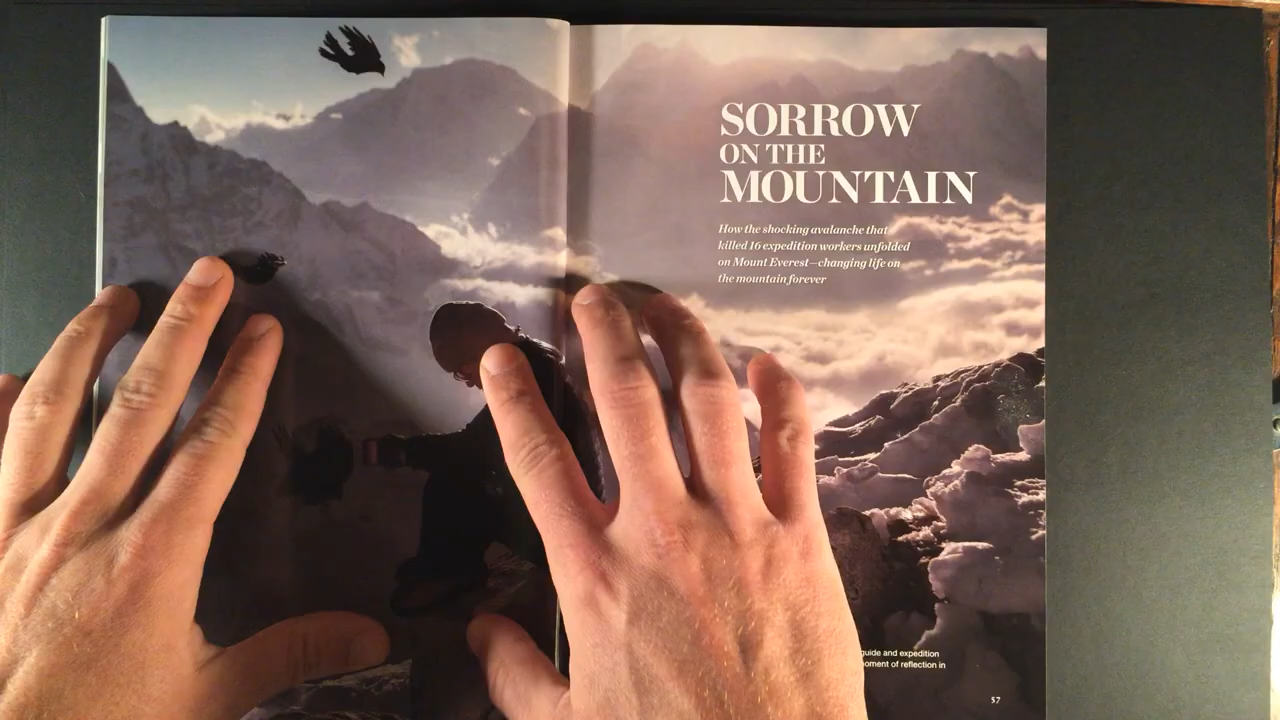 SORROW
ON THE
MOUNTAIN
How the shocking avalanche that
killed 16 expedition workers unfolded
on Mount Everest—changing life on
the mountain forever
guide and expedition
moment of reflection in
57